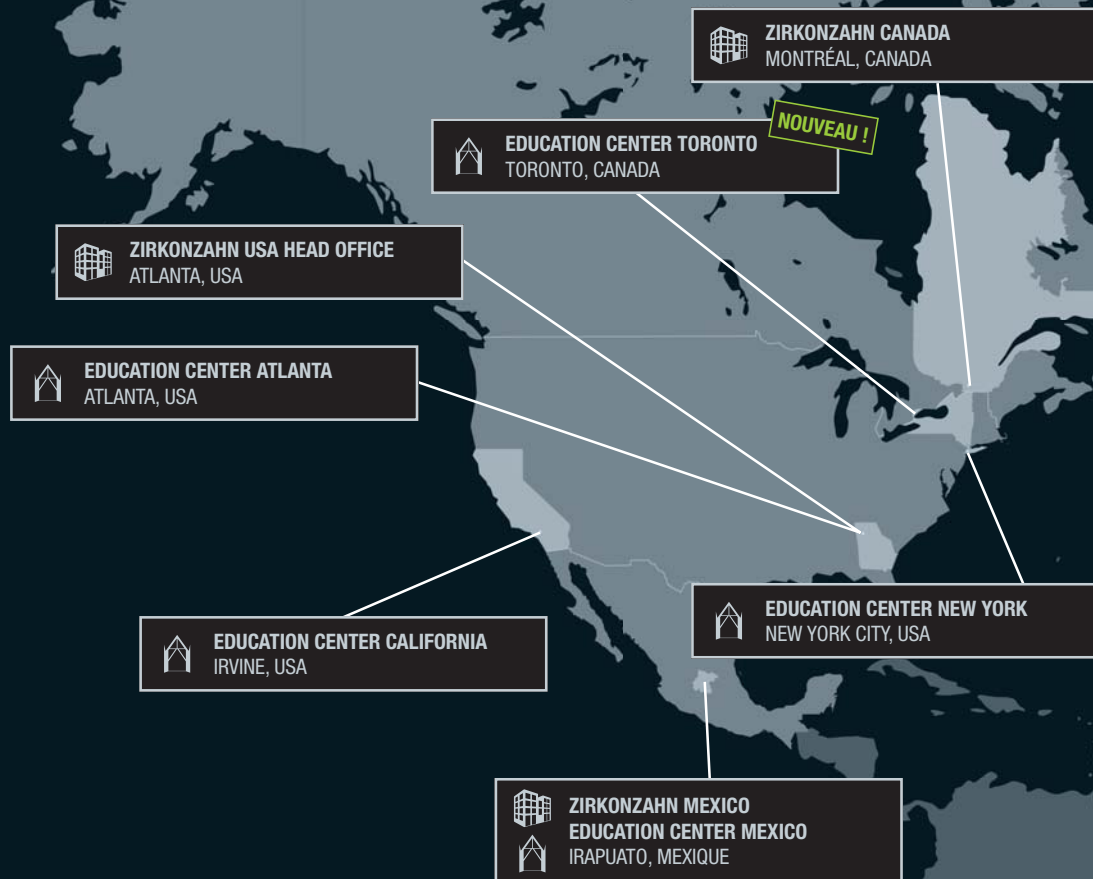 ZIRKONZAHN CANADA
MONTRÉAL, CANADA
NOUVEAU !
EDUCATION CENTER TORONTO
TORONTO, CANADA
ZIRKONZAHN USA HEAD OFFICE
ATLANTA, USA
EDUCATION CENTER ATLANTA
ATLANTA, USA
EDUCATION CENTER NEW YORK
NEW YORK CITY, USA
EDUCATION CENTER CALIFORNIA
IRVINE, USA
ZIRKONZAHN MEXICO
EDUCATION CENTER MEXICO
IRAPUATO, MEXIQUE